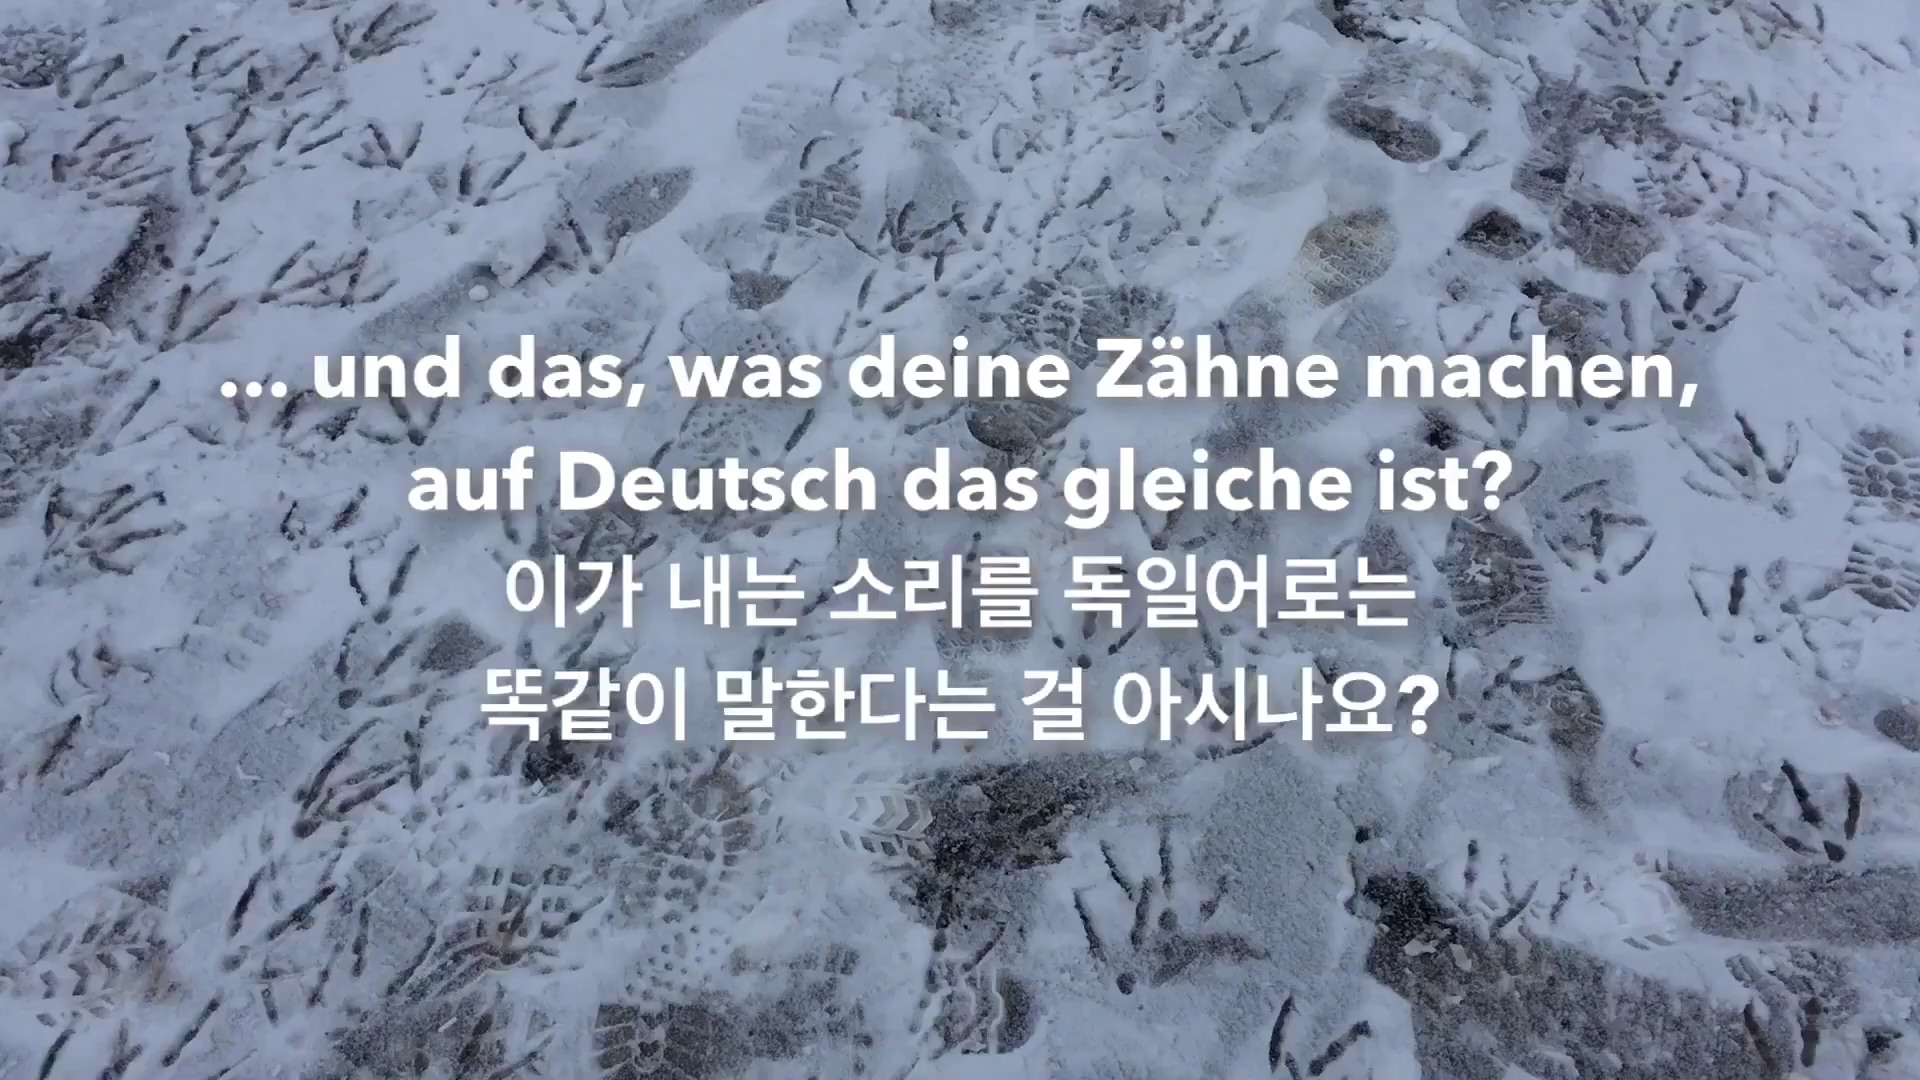 ... und das, was deine Zähne machen,
auf Deutsch das gleiche ist?
이가 내는 소리를 독일어로는
똑같이 말한다는 걸 아시나요?